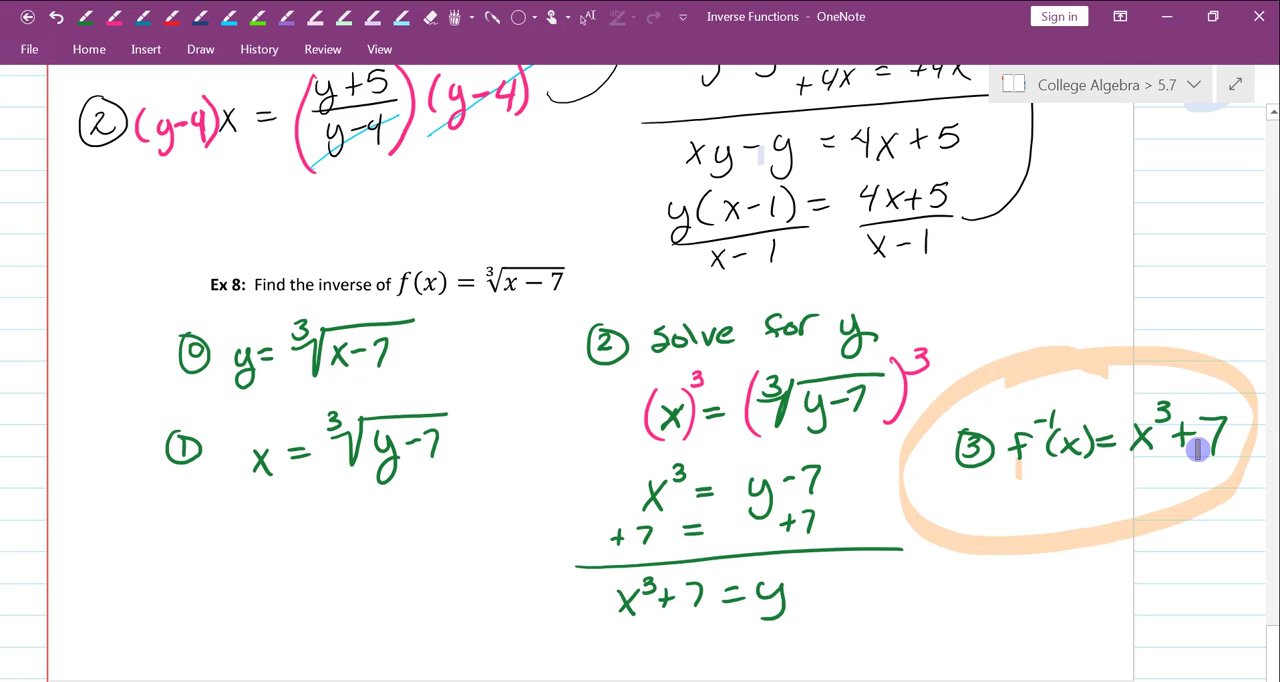 Inverse Functions - OneNote
Sign in
File Home Insert Draw History Review View
College Algebra > 5.7
② (y-4)x = (y+5/y-4)(y-4)
+4x = +4x
xy-y = 4x+5
y(x-1)/x-1 = 4x+5/x-1
Ex 8: Find the inverse of f(x) = ∛x − 7
⓪ y= ∛x-7
① x = ∛y-7
② solve for y
(x)³ = (∛y-7)³
x³ = y-7
+7 = +7
x³+7 = y
③ f⁻¹(x)= x³+7